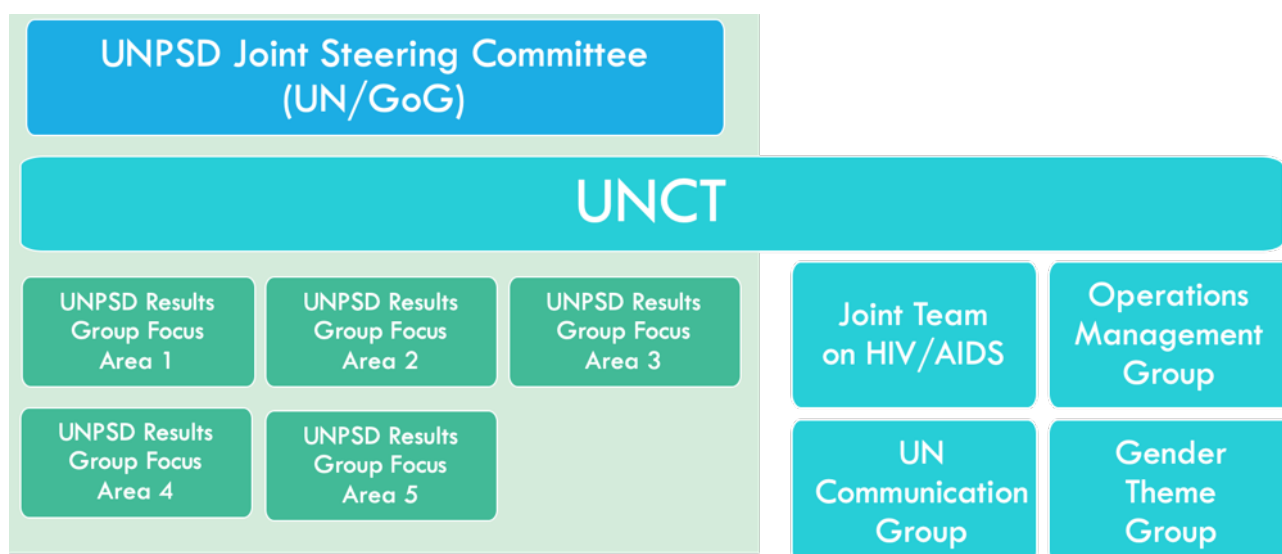 UNPSD Joint Steering Committee
(UN/GoG)
UNCT
UNPSD Results
Group Focus
Area 1
UNPSD Results
Group Focus
Area 2
UNPSD Results
Group Focus
Area 3
UNPSD Results
Group Focus
Area 4
UNPSD Results
Group Focus
Area 5
Joint Team
on HIV/AIDS
Operations
Management
Group
UN
Communication
Group
Gender
Theme
Group